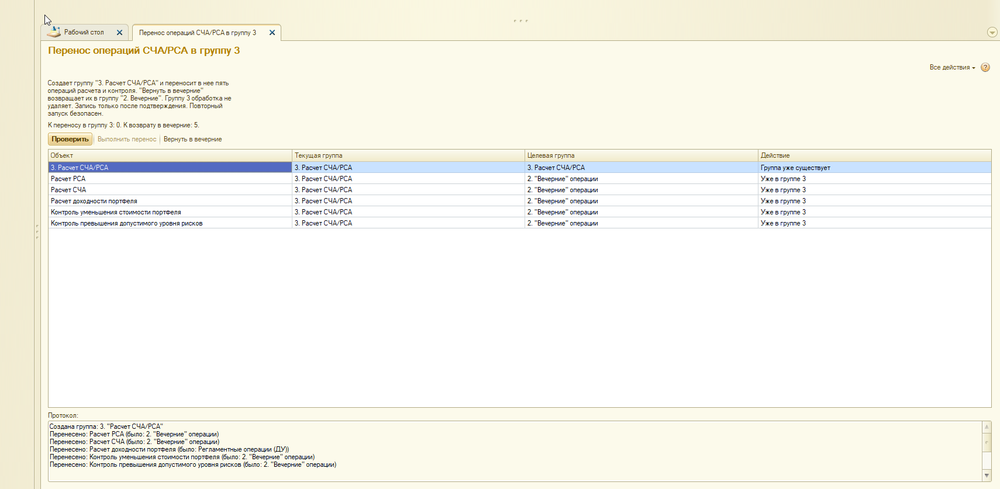 Рабочий стол
Перенос операций СЧА/РСА в группу 3
Перенос операций СЧА/РСА в группу 3
Все действия
?
Создает группу "3. Расчет СЧА/РСА" и переносит в нее пять
операций расчета и контроля. "Вернуть в вечерние"
возвращает их в группу "2. Вечерние". Группу 3 обработка не
удаляет. Запись только после подтверждения. Повторный
запуск безопасен.
К переносу в группу 3: 0. К возврату в вечерние: 5.
Проверить Выполнить перенос Вернуть в вечерние
Объект Текущая группа Целевая группа Действие
3. Расчет СЧА/РСА 3. Расчет СЧА/РСА 3. Расчет СЧА/РСА Группа уже существует
Расчет РСА 3. Расчет СЧА/РСА 2. "Вечерние" операции Уже в группе 3
Расчет СЧА 3. Расчет СЧА/РСА 2. "Вечерние" операции Уже в группе 3
Расчет доходности портфеля 3. Расчет СЧА/РСА 2. "Вечерние" операции Уже в группе 3
Контроль уменьшения стоимости портфеля 3. Расчет СЧА/РСА 2. "Вечерние" операции Уже в группе 3
Контроль превышения допустимого уровня рисков 3. Расчет СЧА/РСА 2. "Вечерние" операции Уже в группе 3
Протокол:
Создана группа: 3. "Расчет СЧА/РСА"
Перенесено: Расчет РСА (было: 2. "Вечерние" операции)
Перенесено: Расчет СЧА (было: 2. "Вечерние" операции)
Перенесено: Расчет доходности портфеля (было: Регламентные операции (ДУ))
Перенесено: Контроль уменьшения стоимости портфеля (было: 2. "Вечерние" операции)
Перенесено: Контроль превышения допустимого уровня рисков (было: 2. "Вечерние" операции)